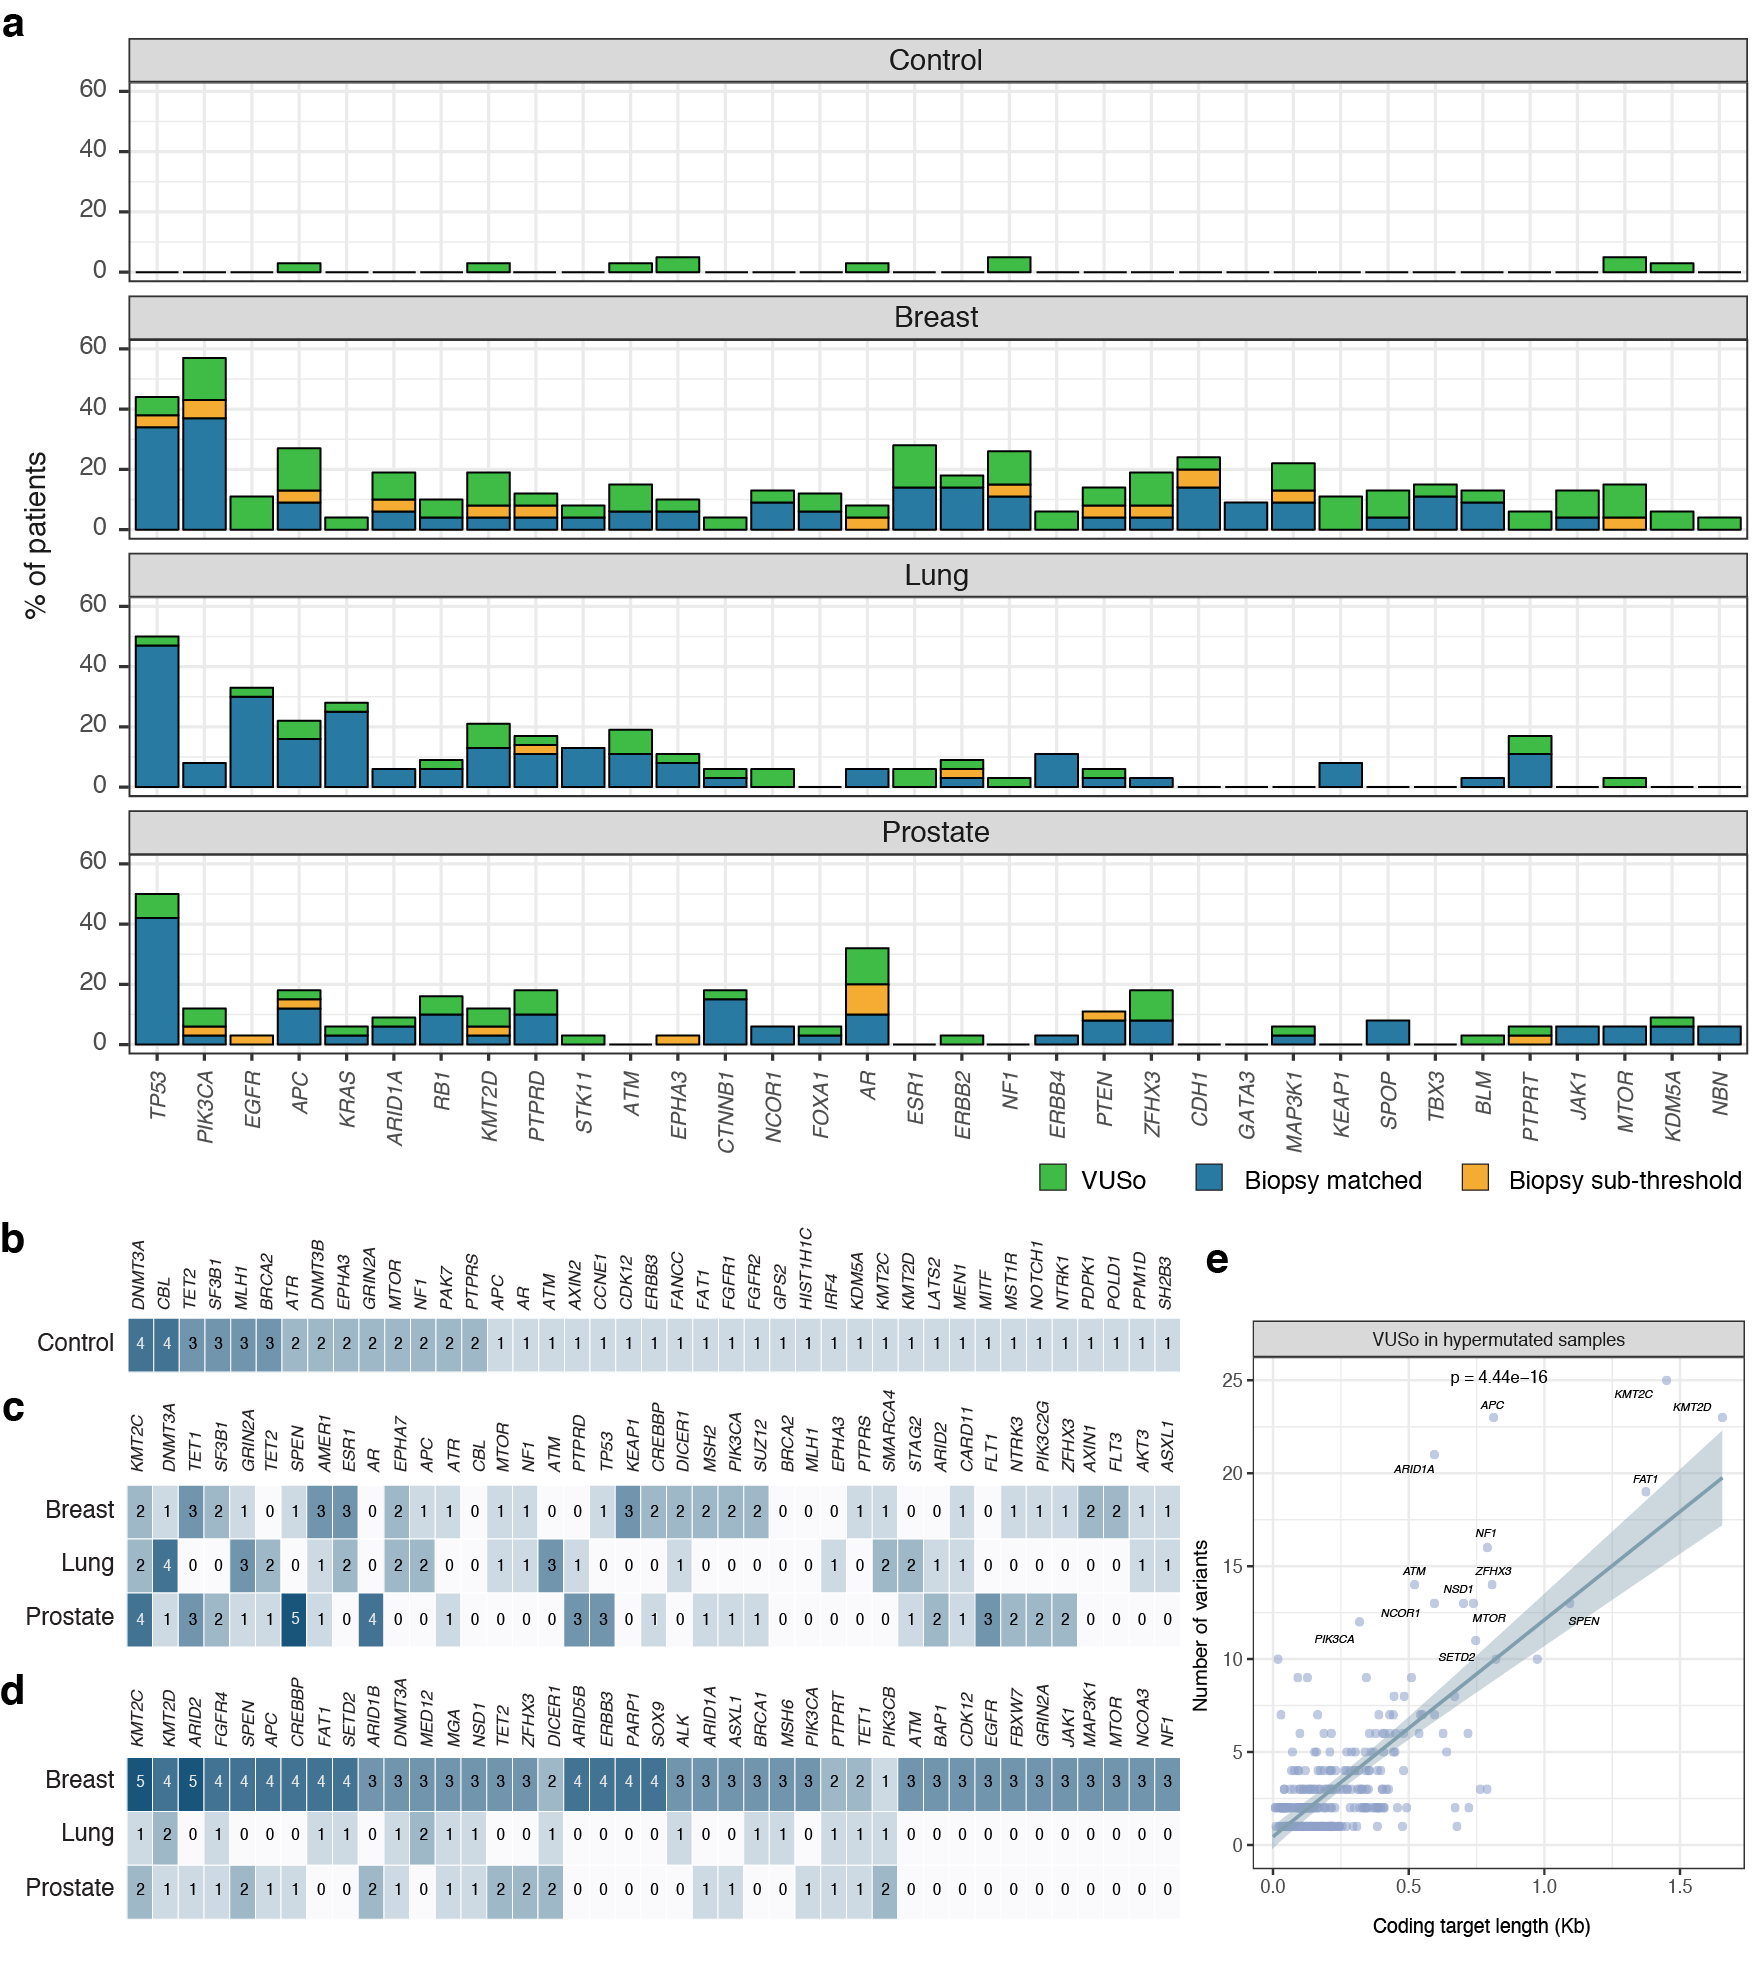 a
Control
60
40
20
0
Breast
60
40
20
0
Lung
60
40
20
0
Prostate
60
40
20
0
% of patients
TP53 PIK3CA EGFR APC KRAS ARID1A RB1 KMT2D PTPRD STK11 ATM EPHA3 CTNNB1 NCOR1 FOXA1 AR ESR1 ERBB2 NF1 ERBB4 PTEN ZFHX3 CDH1 GATA3 MAP3K1 KEAP1 SPOP TBX3 BLM PTPRT JAK1 MTOR KDM5A NBN
VUSo Biopsy matched Biopsy sub-threshold
b
DNMT3A CBL TET2 SF3B1 MLH1 BRCA2 ATR DNMT3B EPHA3 GRIN2A MTOR NF1 PAK7 PTPRS APC AR ATM AXIN2 CCNE1 CDK12 ERBB3 FANCC FAT1 FGFR1 FGFR2 GPS2 HIST1H1C IRF4 KDM5A KMT2C KMT2D LATS2 MEN1 MITF MST1R NOTCH1 NTRK1 PDPK1 POLD1 PPM1D SH2B3
Control 4 4 3 3 3 3 2 2 2 2 2 2 2 2 1 1 1 1 1 1 1 1 1 1 1 1 1 1 1 1 1 1 1 1 1 1 1 1 1 1 1
c
KMT2C DNMT3A TET1 SF3B1 GRIN2A TET2 SPEN AMER1 ESR1 AR EPHA7 APC ATR CBL MTOR NF1 ATM PTPRD TP53 KEAP1 CREBBP DICER1 MSH2 PIK3CA SUZ12 BRCA2 MLH1 EPHA3 PTPRS SMARCA4 STAG2 ARID2 CARD11 FLT1 NTRK3 PIK3C2G ZFHX3 AXIN1 FLT3 AKT3 ASXL1
Breast 2 1 3 2 1 0 1 3 3 0 2 1 1 0 1 1 0 0 1 3 2 2 2 2 2 0 0 0 1 1 0 0 1 0 1 1 1 2 2 1 1
Lung 2 4 0 0 3 2 0 1 2 0 2 2 0 0 1 1 3 1 0 0 0 1 0 0 0 0 0 1 0 2 2 1 1 0 0 0 0 0 0 1 1
Prostate 4 1 3 2 1 1 5 1 0 4 0 0 1 0 0 0 0 3 3 0 1 0 1 1 1 0 0 0 0 0 1 2 1 3 2 2 2 0 0 0 0
d
KMT2C KMT2D ARID2 FGFR4 SPEN APC CREBBP FAT1 SETD2 ARID1B DNMT3A MED12 MGA NSD1 TET2 ZFHX3 DICER1 ARID5B ERBB3 PARP1 SOX9 ALK ARID1A ASXL1 BRCA1 MSH6 PIK3CA PTPRT TET1 PIK3CB ATM BAP1 CDK12 EGFR FBXW7 GRIN2A JAK1 MAP3K1 MTOR NCOA3 NF1
Breast 5 4 5 4 4 4 4 4 4 3 3 3 3 3 3 3 2 4 4 4 4 3 3 3 3 3 3 2 2 1 3 3 3 3 3 3 3 3 3 3 3
Lung 1 2 0 1 0 0 0 1 1 0 1 2 1 1 0 0 1 0 0 0 0 1 0 0 1 1 0 1 1 1 0 0 0 0 0 0 0 0 0 0 0
Prostate 2 1 1 1 2 1 1 0 0 2 1 0 1 1 2 2 2 0 0 0 0 0 1 1 0 0 1 1 1 2 0 0 0 0 0 0 0 0 0 0 0
e
VUSo in hypermutated samples
p = 4.44e−16
KMT2C
KMT2D
APC
ARID1A
FAT1
NF1
ATM
ZFHX3
NSD1
NCOR1
MTOR
SPEN
PIK3CA
SETD2
25
20
15
10
5
0
Number of variants
0.0 0.5 1.0 1.5
Coding target length (Kb)